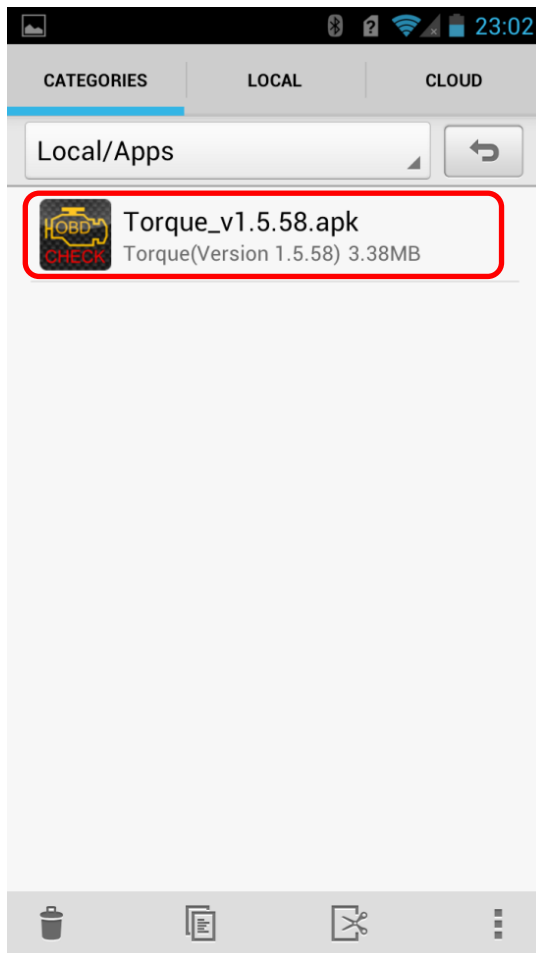 23:02
CATEGORIES LOCAL CLOUD
Local/Apps
OBD
CHECK
Torque_v1.5.58.apk
Torque(Version 1.5.58) 3.38MB